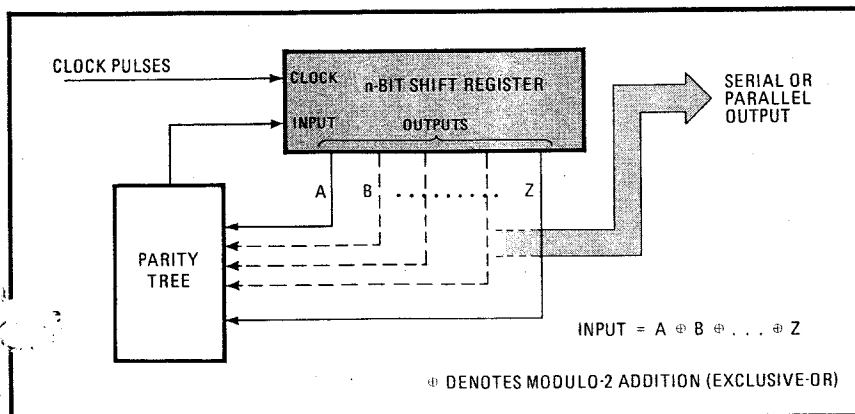 CLOCK PULSES
CLOCK
n-BIT SHIFT REGISTER
INPUT
OUTPUTS
SERIAL OR
PARALLEL
OUTPUT
A
B
. . . . . . . . .
Z
PARITY
TREE
INPUT = A ⊕ B ⊕ . . . ⊕ Z
⊕ DENOTES MODULO-2 ADDITION (EXCLUSIVE-OR)